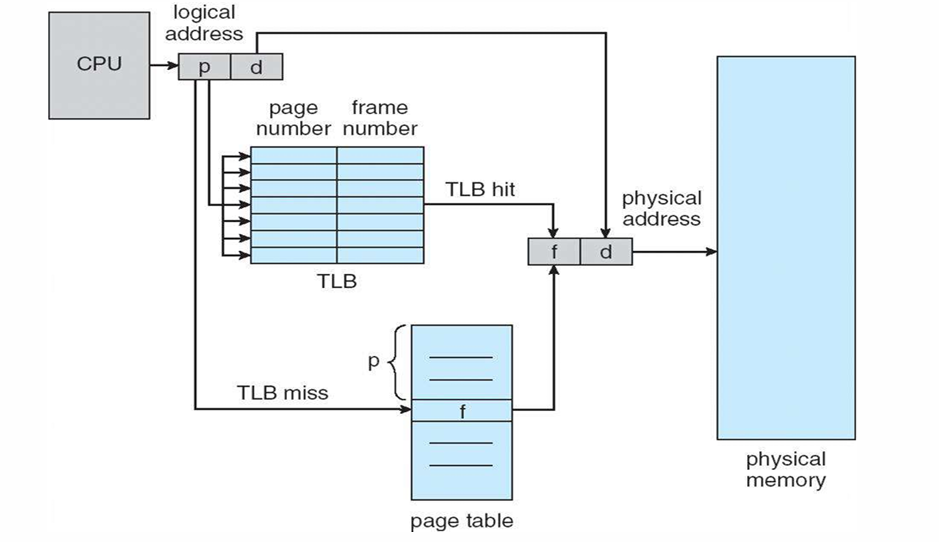 logical
address
CPU
p
d
page
number
frame
number
TLB hit
TLB
physical
address
f
d
p
TLB miss
f
page table
physical
memory